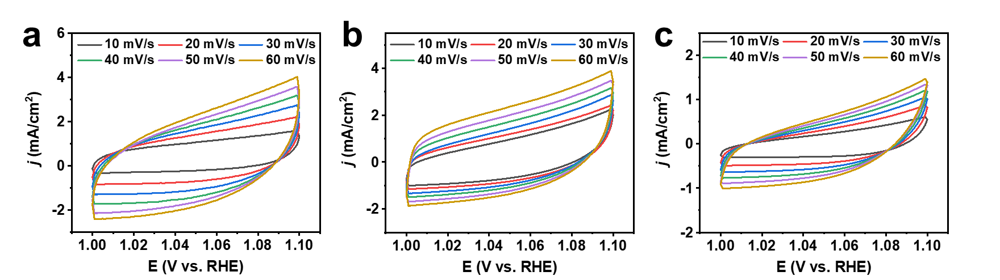 a
6
4
2
0
-2
10 mV/s 20 mV/s 30 mV/s
40 mV/s 50 mV/s 60 mV/s
j (mA/cm²)
1.00 1.02 1.04 1.06 1.08 1.10
E (V vs. RHE)
b
4
2
0
-2
10 mV/s 20 mV/s 30 mV/s
40 mV/s 50 mV/s 60 mV/s
j (mA/cm²)
1.00 1.02 1.04 1.06 1.08 1.10
E (V vs. RHE)
c
2
1
0
-1
-2
10 mV/s 20 mV/s 30 mV/s
40 mV/s 50 mV/s 60 mV/s
j (mA/cm²)
1.00 1.02 1.04 1.06 1.08 1.10
E (V vs. RHE)